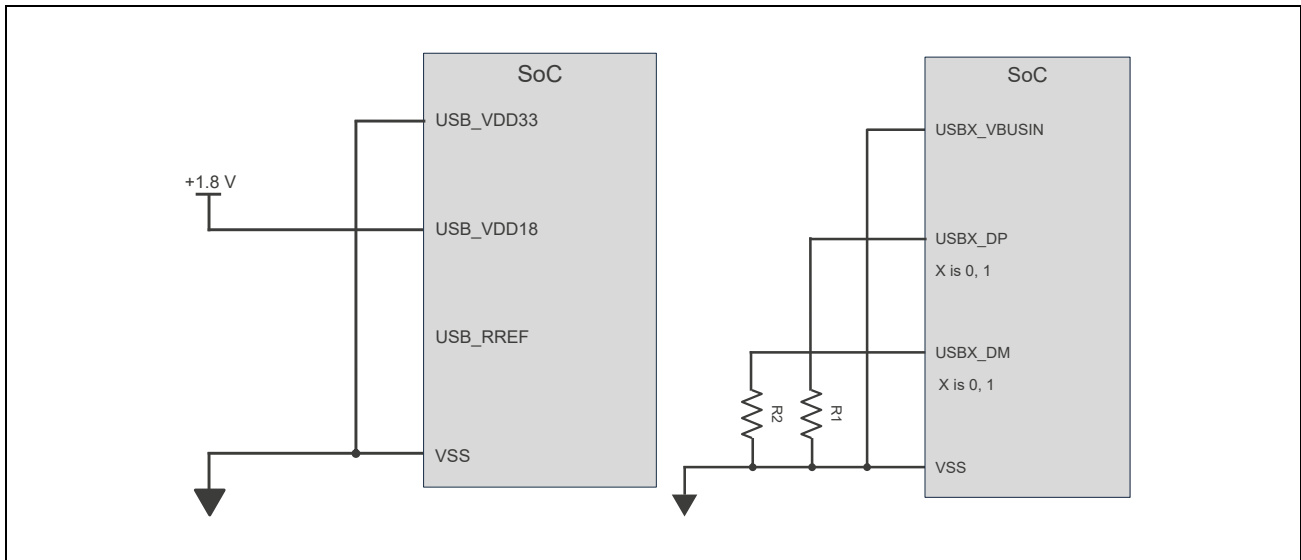 SoC
USB_VDD33
+1.8 V
USB_VDD18
USB_RREF
VSS
SoC
USBX_VBUSIN
USBX_DP
X is 0, 1
USBX_DM
X is 0, 1
R2
R1
VSS